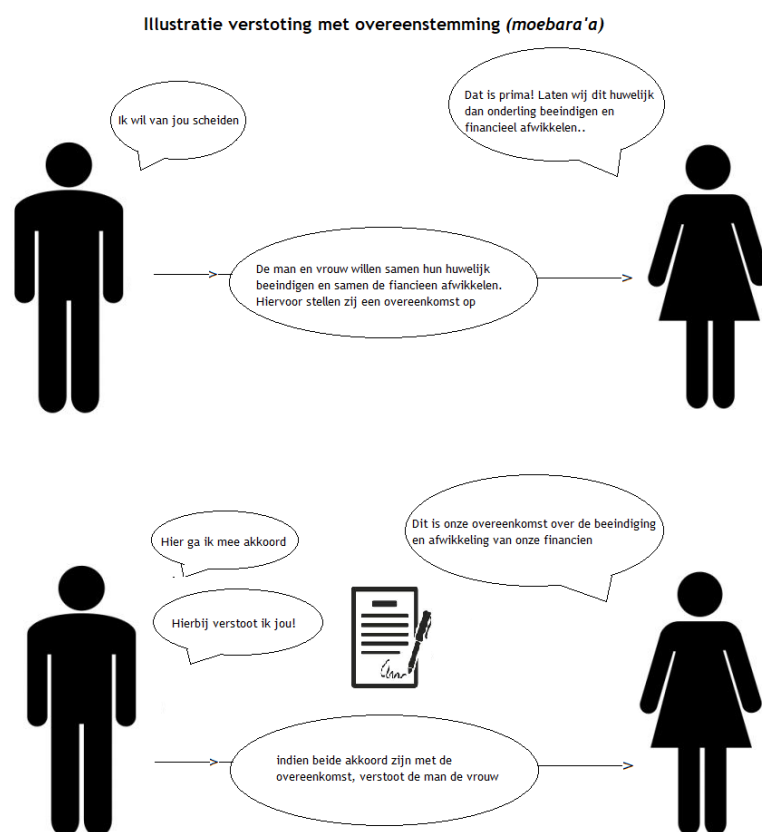 Illustratie verstoting met overeenstemming (moebara'a)
Ik wil van jou scheiden
Dat is prima! Laten wij dit huwelijk
dan onderling beeindigen en
financieel afwikkelen..
De man en vrouw willen samen hun huwelijk
beeindigen en samen de fiancieen afwikkelen.
Hiervoor stellen zij een overeenkomst op
Hier ga ik mee akkoord
Dit is onze overeenkomst over de beeindiging
en afwikkeling van onze financien
Hierbij verstoot ik jou!
indien beide akkoord zijn met de
overeenkomst, verstoot de man de vrouw